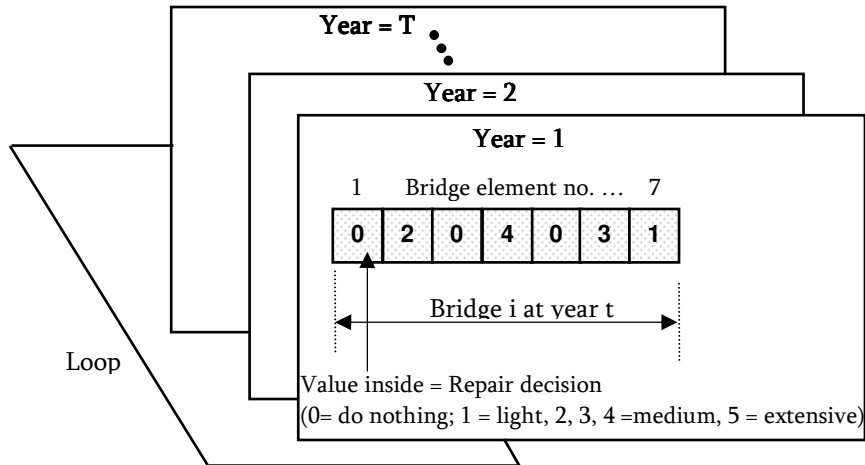 Year = T
Year = 2
Year = 1
1 Bridge element no. ... 7
0 2 0 4 0 3 1
Bridge i at year t
Loop
Value inside = Repair decision
(0= do nothing; 1 = light, 2, 3, 4 =medium, 5 = extensive)